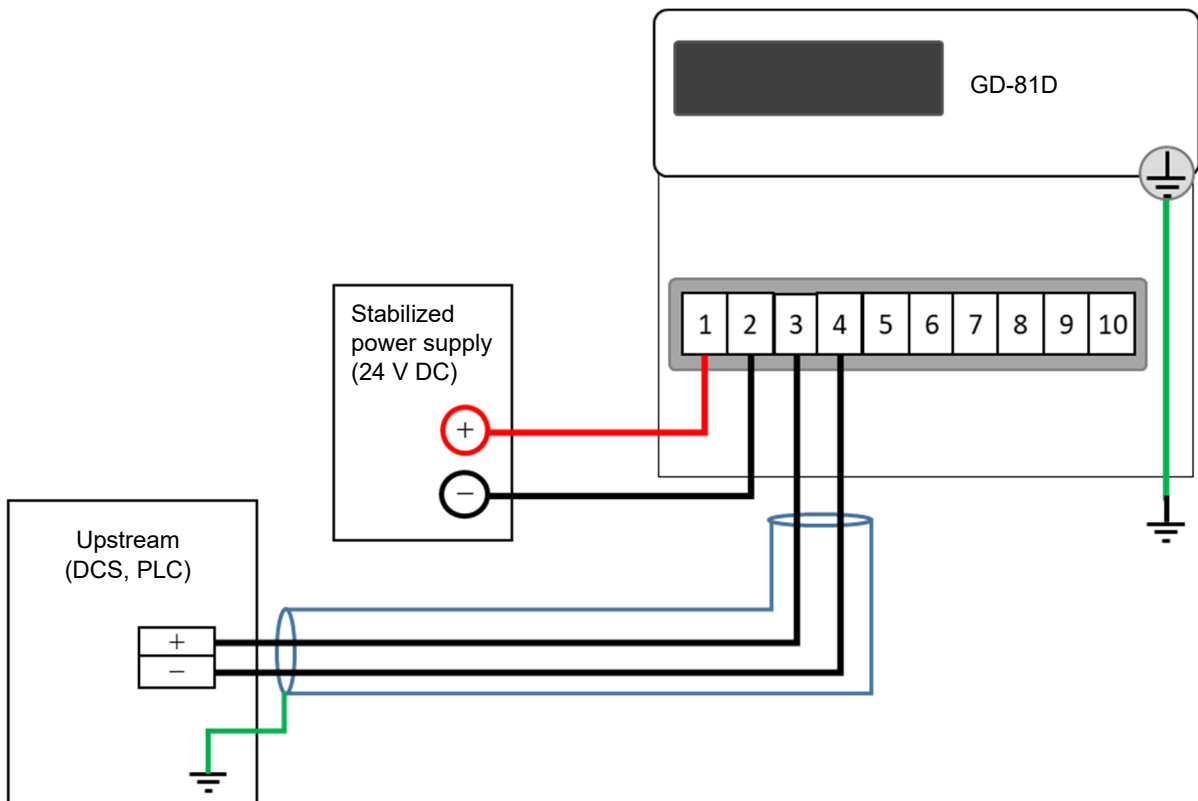 GD-81D
Stabilized
power supply
(24 V DC)
1 2 3 4 5 6 7 8 9 10
+
−
Upstream
(DCS, PLC)
+
−